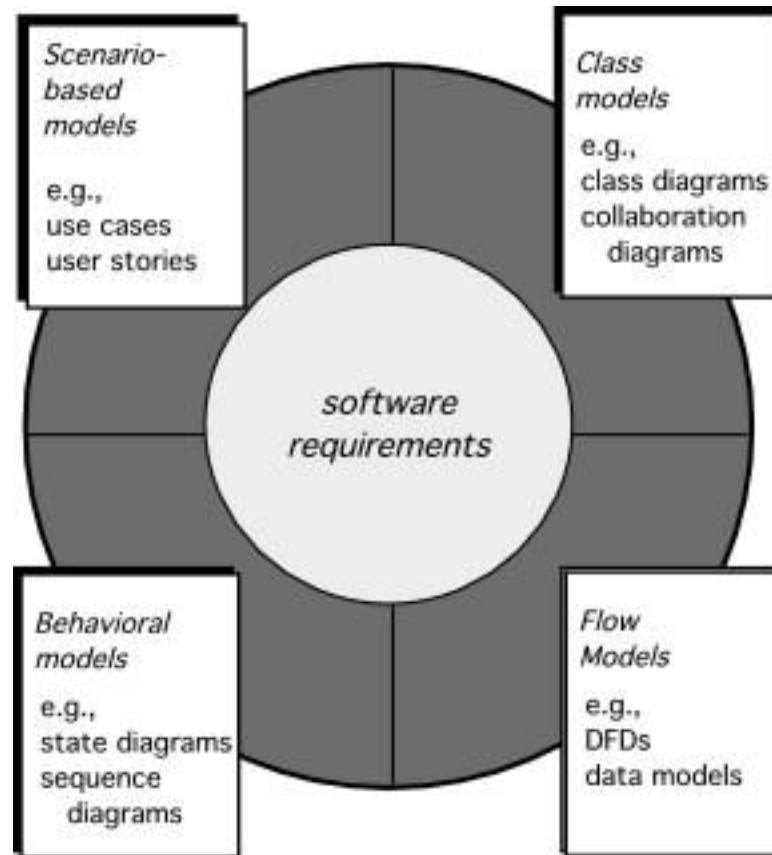 Scenario-
based
models
e.g.,
use cases
user stories
Class
models
e.g.,
class diagrams
collaboration
diagrams
software
requirements
Behavioral
models
e.g.,
state diagrams
sequence
diagrams
Flow
Models
e.g.,
DFDs
data models